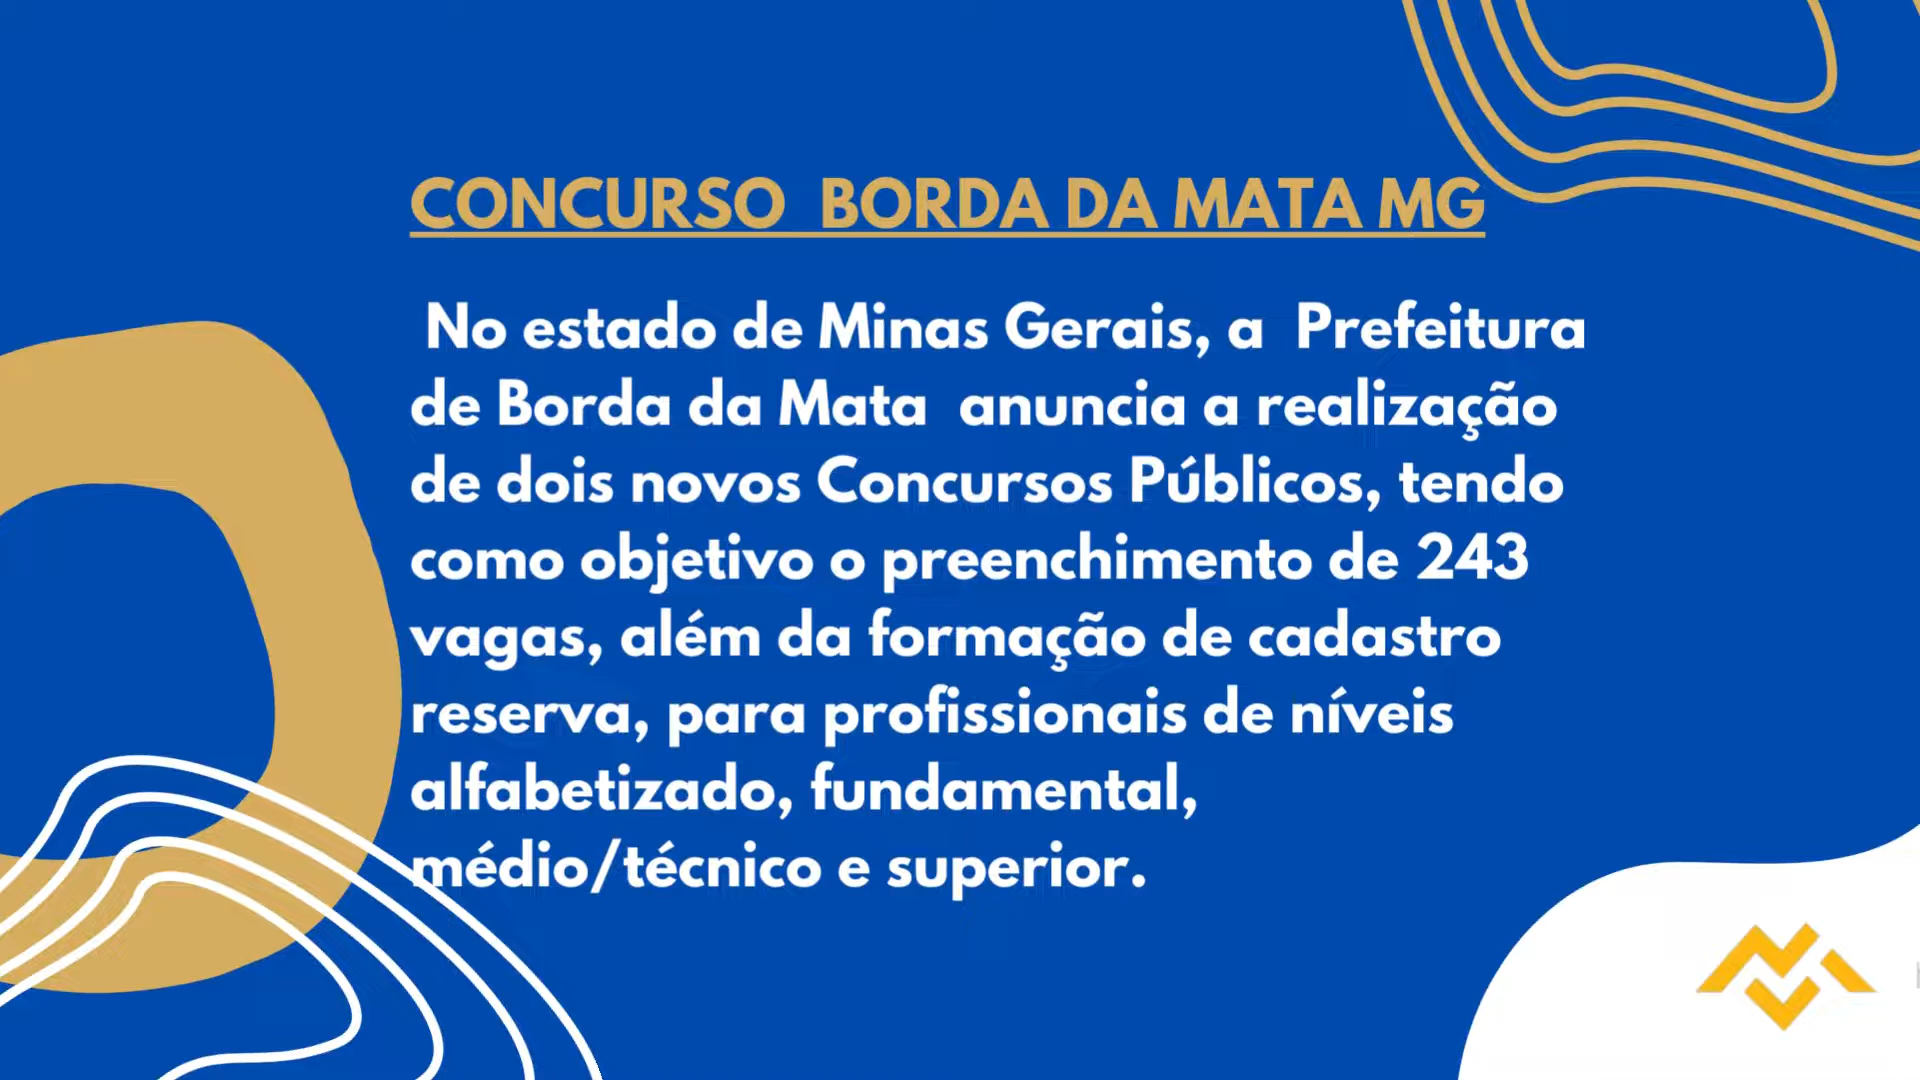 CONCURSO BORDA DA MATA MG
No estado de Minas Gerais, a Prefeitura
de Borda da Mata anuncia a realização
de dois novos Concursos Públicos, tendo
como objetivo o preenchimento de 243
vagas, além da formação de cadastro
reserva, para profissionais de níveis
alfabetizado, fundamental,
médio/técnico e superior.